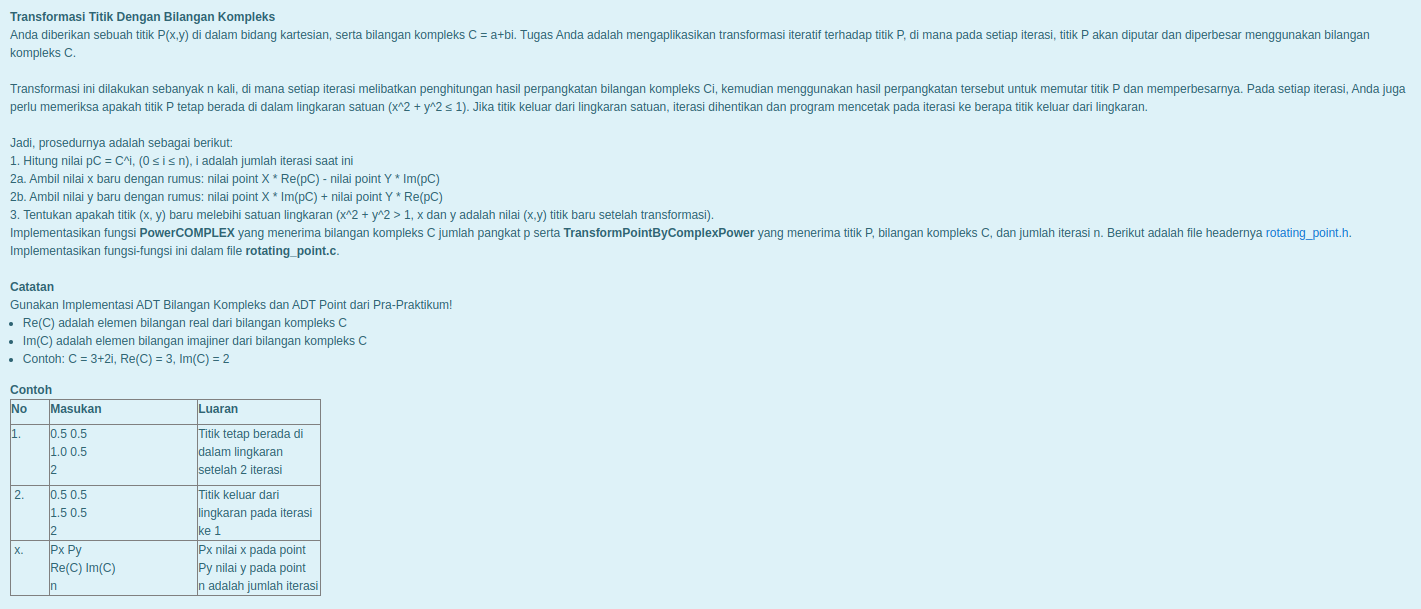 Transformasi Titik Dengan Bilangan Kompleks
Anda diberikan sebuah titik P(x,y) di dalam bidang kartesian, serta bilangan kompleks C = a+bi. Tugas Anda adalah mengaplikasikan transformasi iteratif terhadap titik P, di mana pada setiap iterasi, titik P akan diputar dan diperbesar menggunakan bilangan
kompleks C.
Transformasi ini dilakukan sebanyak n kali, di mana setiap iterasi melibatkan penghitungan hasil perpangkatan bilangan kompleks Ci, kemudian menggunakan hasil perpangkatan tersebut untuk memutar titik P dan memperbesarnya. Pada setiap iterasi, Anda juga
perlu memeriksa apakah titik P tetap berada di dalam lingkaran satuan (x^2 + y^2 ≤ 1). Jika titik keluar dari lingkaran satuan, iterasi dihentikan dan program mencetak pada iterasi ke berapa titik keluar dari lingkaran.
Jadi, prosedurnya adalah sebagai berikut:
1. Hitung nilai pC = C^i, (0 ≤ i ≤ n), i adalah jumlah iterasi saat ini
2a. Ambil nilai x baru dengan rumus: nilai point X * Re(pC) - nilai point Y * Im(pC)
2b. Ambil nilai y baru dengan rumus: nilai point X * Im(pC) + nilai point Y * Re(pC)
3. Tentukan apakah titik (x, y) baru melebihi satuan lingkaran (x^2 + y^2 > 1, x dan y adalah nilai (x,y) titik baru setelah transformasi).
Implementasikan fungsi PowerCOMPLEX yang menerima bilangan kompleks C jumlah pangkat p serta TransformPointByComplexPower yang menerima titik P, bilangan kompleks C, dan jumlah iterasi n. Berikut adalah file headernya rotating_point.h.
Implementasikan fungsi-fungsi ini dalam file rotating_point.c.
Catatan
Gunakan Implementasi ADT Bilangan Kompleks dan ADT Point dari Pra-Praktikum!
• Re(C) adalah elemen bilangan real dari bilangan kompleks C
• Im(C) adalah elemen bilangan imajiner dari bilangan kompleks C
• Contoh: C = 3+2i, Re(C) = 3, Im(C) = 2
Contoh
No Masukan Luaran
1. 0.5 0.5 Titik tetap berada di
1.0 0.5 dalam lingkaran
2 setelah 2 iterasi
2. 0.5 0.5 Titik keluar dari
1.5 0.5 lingkaran pada iterasi
2 ke 1
x. Px Py Px nilai x pada point
Re(C) Im(C) Py nilai y pada point
n n adalah jumlah iterasi